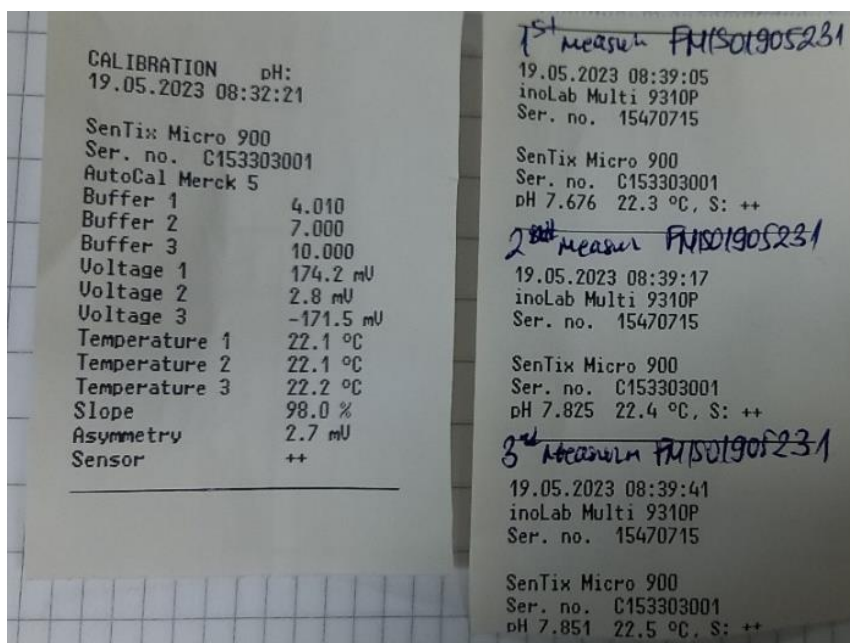 CALIBRATION pH:
19.05.2023 08:32:21
SenTix Micro 900
Ser. no. C153303001
AutoCal Merck 5
Buffer 1 4.010
Buffer 2 7.000
Buffer 3 10.000
Voltage 1 174.2 mV
Voltage 2 2.8 mV
Voltage 3 -171.5 mV
Temperature 1 22.1 °C
Temperature 2 22.1 °C
Temperature 3 22.2 °C
Slope 98.0 %
Asymmetry 2.7 mV
Sensor ++
1st measum FMISO1905231
19.05.2023 08:39:05
inoLab Multi 9310P
Ser. no. 15470715
SenTix Micro 900
Ser. no. C153303001
pH 7.676 22.3 °C, S: ++
2nd measur FMISO1905231
19.05.2023 08:39:17
inoLab Multi 9310P
Ser. no. 15470715
SenTix Micro 900
Ser. no. C153303001
pH 7.825 22.4 °C, S: ++
3rd FMISO1905231
19.05.2023 08:39:41
inoLab Multi 9310P
Ser. no. 15470715
SenTix Micro 900
Ser. no. C153303001
pH 7.851 22.5 °C, S: ++